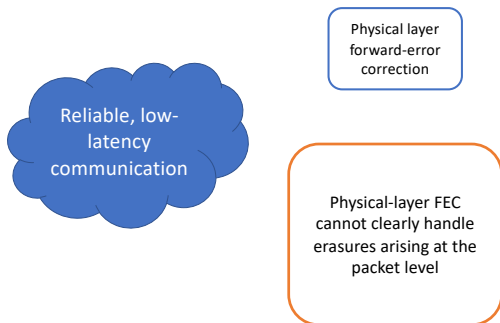 Physical layer
forward-error
correction
Reliable, low-
latency
communication
Physical-layer FEC
cannot clearly handle
erasures arising at the
packet level